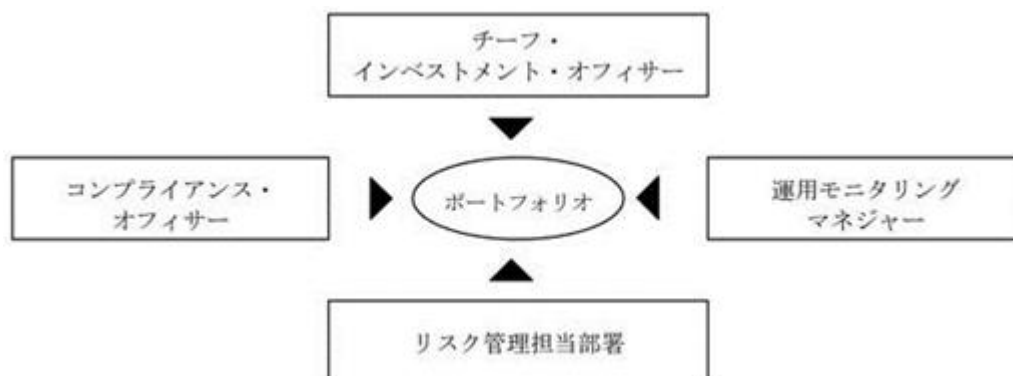 チーフ・
インベストメント・オフィサー
コンプライアンス・
オフィサー
ポートフォリオ
運用モニタリング
マネジャー
リスク管理担当部署